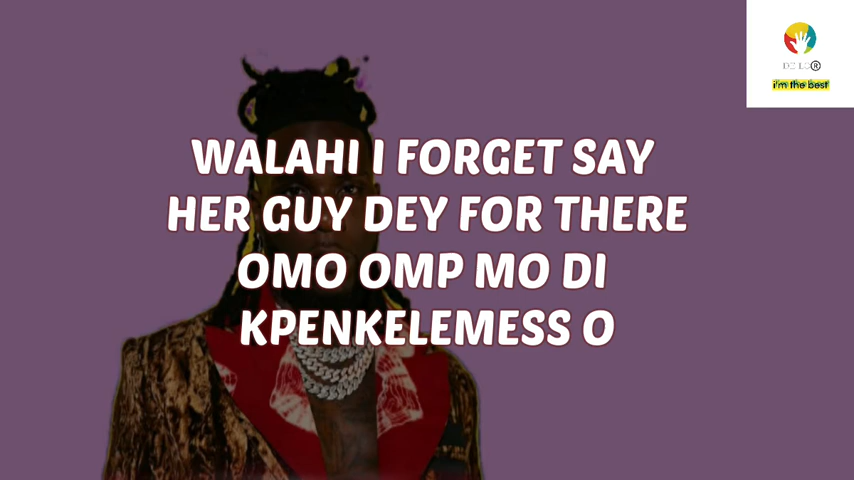 WALAHI I FORGET SAY
HER GUY DEY FOR THERE
OMO OMP MO DI
KPENKELEMESS O
i'm the best